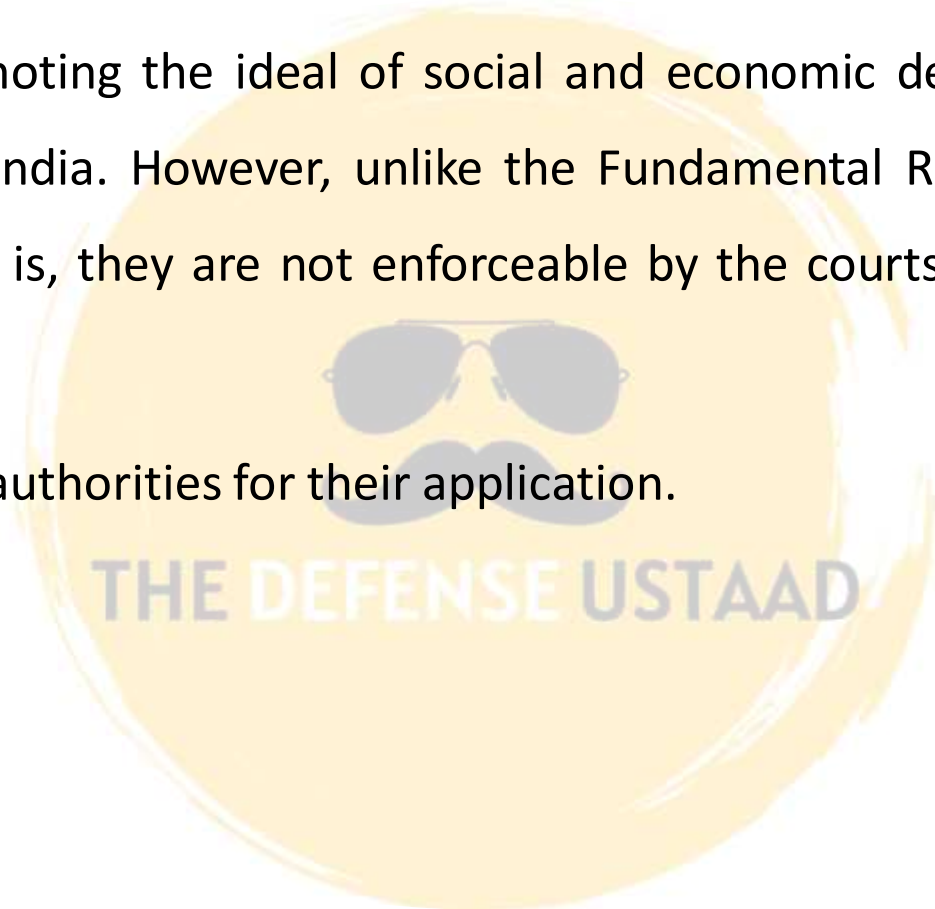 noting the ideal of social and economic de
ndia. However, unlike the Fundamental R
is, they are not enforceable by the courts
authorities for their application.
THE DEFENSE USTAAD